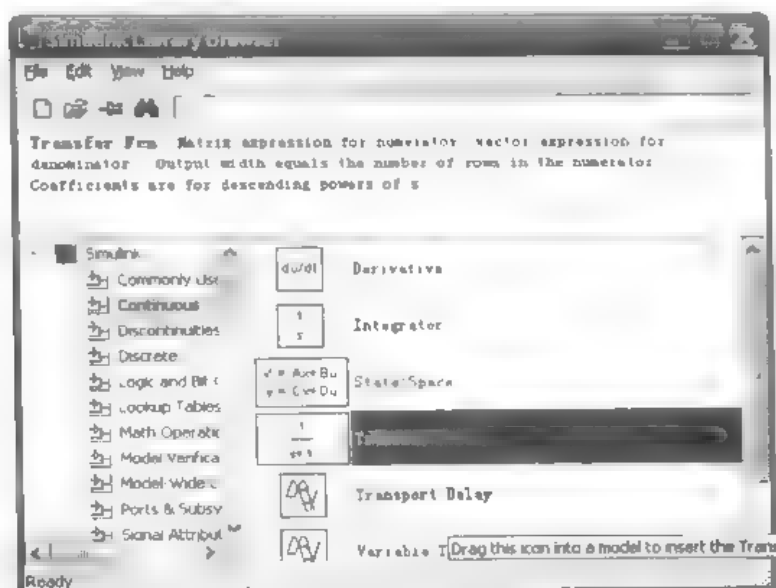 Simulink Library Browser
File Edit View Help
Transfer Fcn Matrix expression for numerator vector expression for
denominator Output width equals the number of rows in the numerator
Coefficients are for descending powers of s
Simulink
Commonly Use
Continuous
Discontinuities
Discrete
Logic and Bit
Lookup Tables
Math Operatic
Model Verifica
Model-Wide
Ports & Subsy
Signal Attribut
du/dt Derivative
1
s
Integrator
x' = Ax+Bu
y = Cx+Du
State-Space
1
s+1
Transport Delay
Variable T
Drag this icon into a model to insert the Trans
Ready